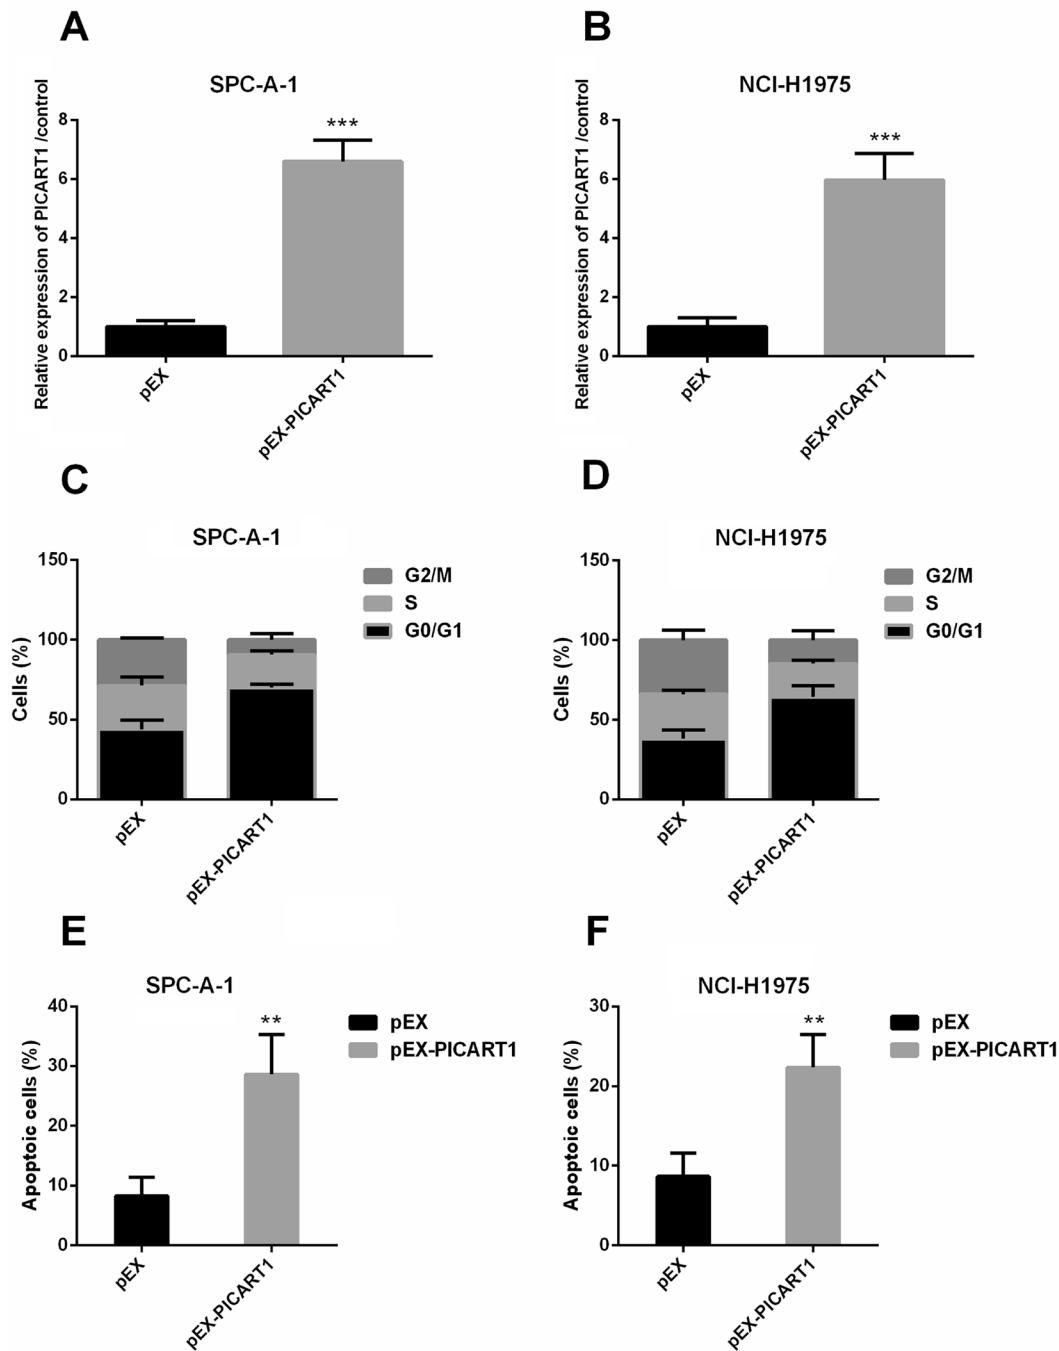 A
SPC-A-1
Relative expression of PICART1 /control
8
6
4
2
0
***
pEX
pEX-PICART1
B
NCI-H1975
Relative expression of PICART1 /control
8
6
4
2
0
***
pEX
pEX-PICART1
C
SPC-A-1
Cells (%)
150
100
50
0
G2/M
S
G0/G1
pEX
pEX-PICART1
D
NCI-H1975
Cells (%)
150
100
50
0
G2/M
S
G0/G1
pEX
pEX-PICART1
E
SPC-A-1
Apoptoic cells (%)
40
30
20
10
0
**
pEX
pEX-PICART1
pEX
pEX-PICART1
F
NCI-H1975
Apoptoic cells (%)
30
20
10
0
**
pEX
pEX-PICART1
pEX
pEX-PICART1